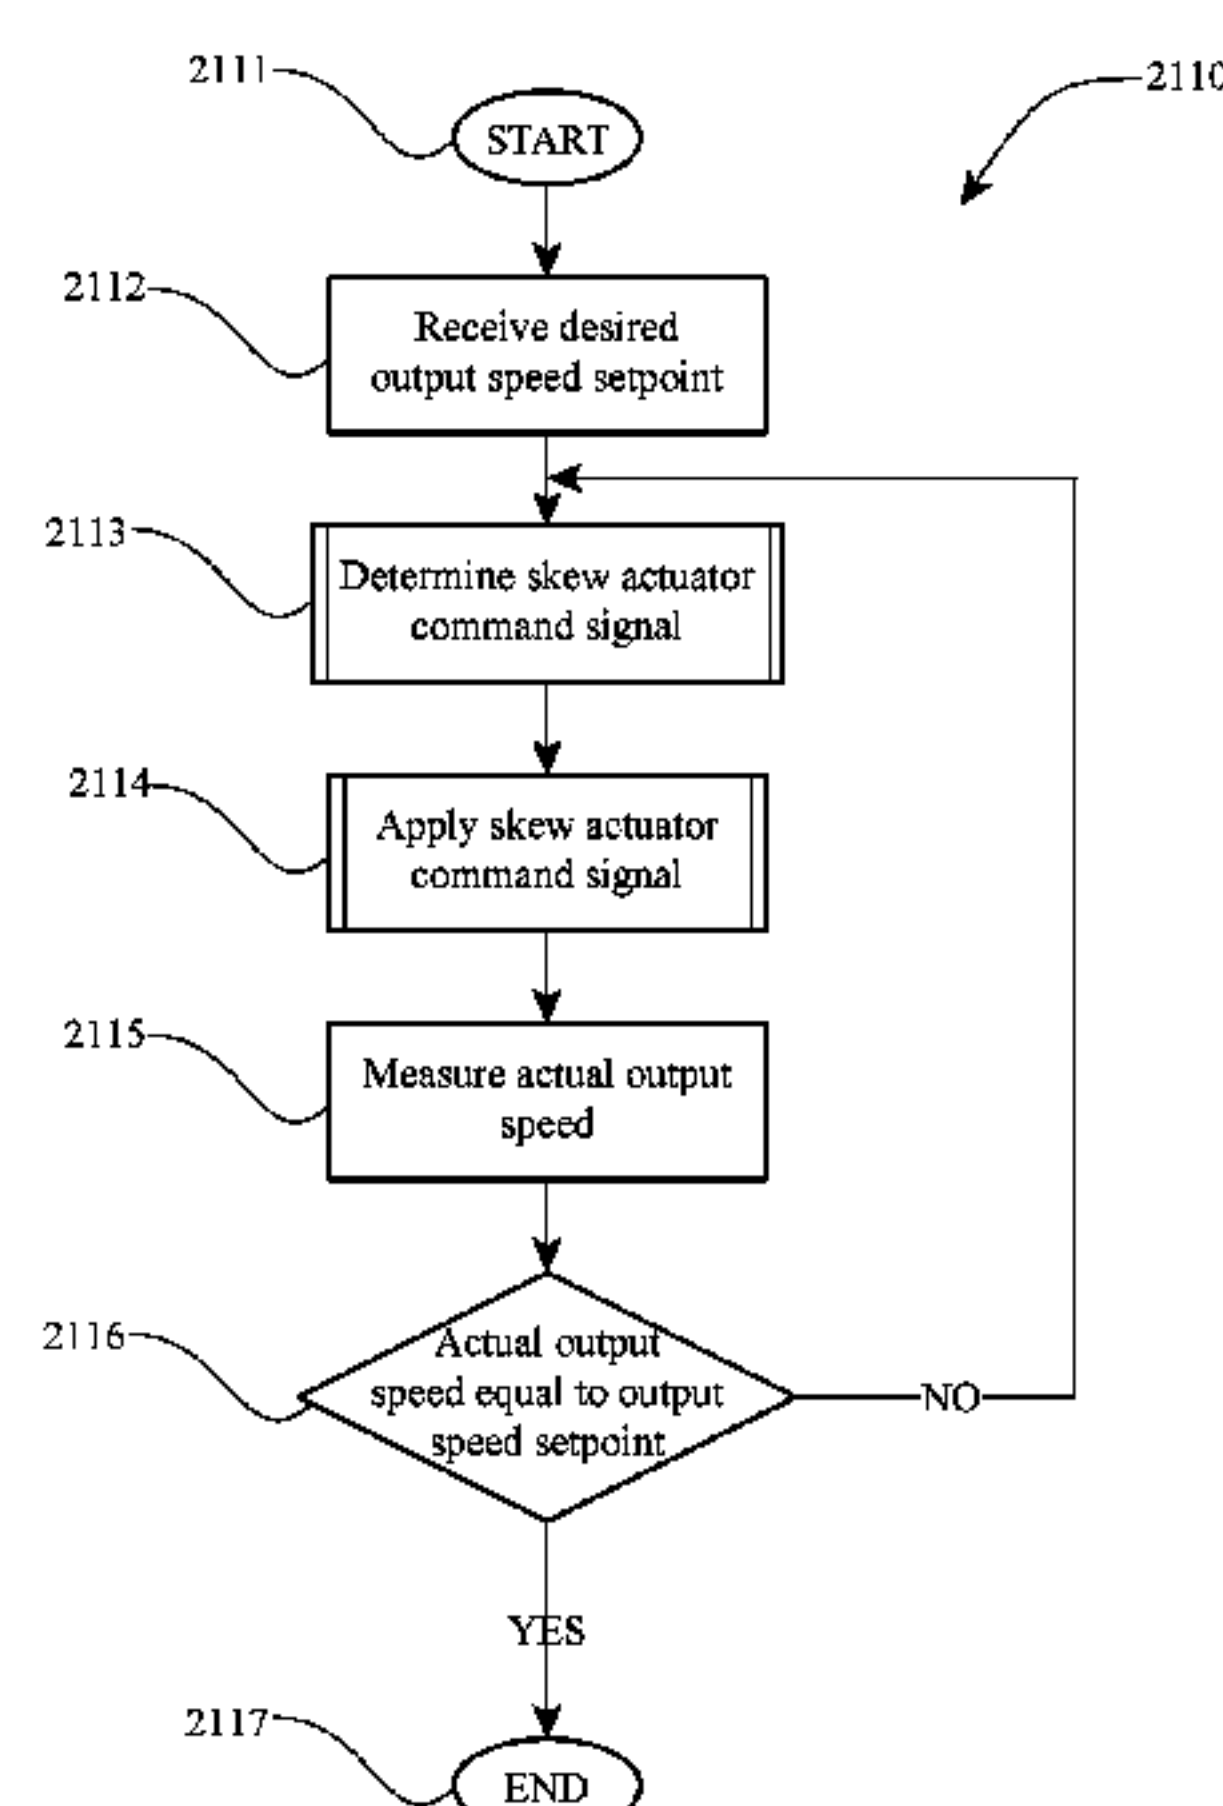 2111
START
2110
2112
Receive desired
output speed setpoint
2113
Determine skew actuator
command signal
2114
Apply skew actuator
command signal
2115
Measure actual output
speed
2116
Actual output
speed equal to output
speed setpoint
NO
YES
2117
END